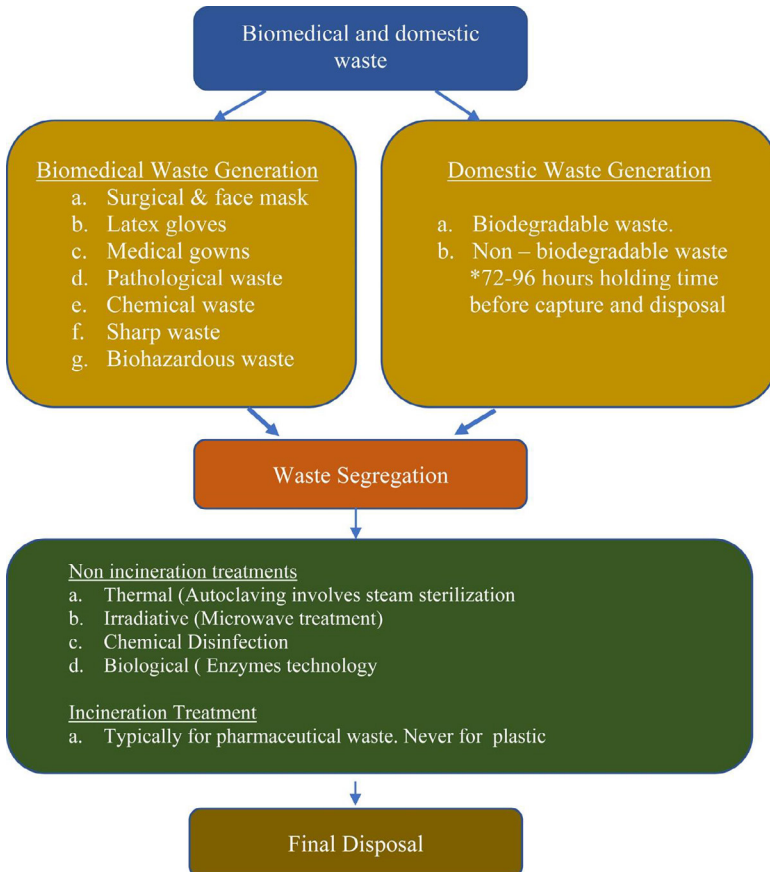 Biomedical and domestic
waste
Biomedical Waste Generation
a. Surgical & face mask
b. Latex gloves
c. Medical gowns
d. Pathological waste
e. Chemical waste
f. Sharp waste
g. Biohazardous waste
Domestic Waste Generation
a. Biodegradable waste.
b. Non – biodegradable waste
*72-96 hours holding time
before capture and disposal
Waste Segregation
Non incineration treatments
a. Thermal (Autoclaving involves steam sterilization
b. Irradiative (Microwave treatment)
c. Chemical Disinfection
d. Biological ( Enzymes technology
Incineration Treatment
a. Typically for pharmaceutical waste. Never for plastic
Final Disposal